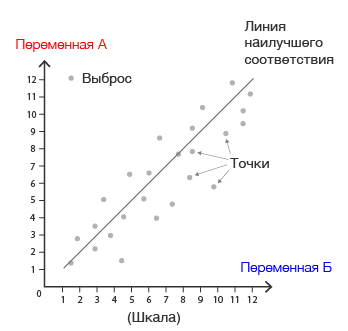 Линия
наилучшего
соответствия
Переменная А
Выброс
12
11
10
9
8
7
6
5
4
3
2
1
0
Точки
Переменная Б
1 2 3 4 5 6 7 8 9 10 11 12
(Шкала)